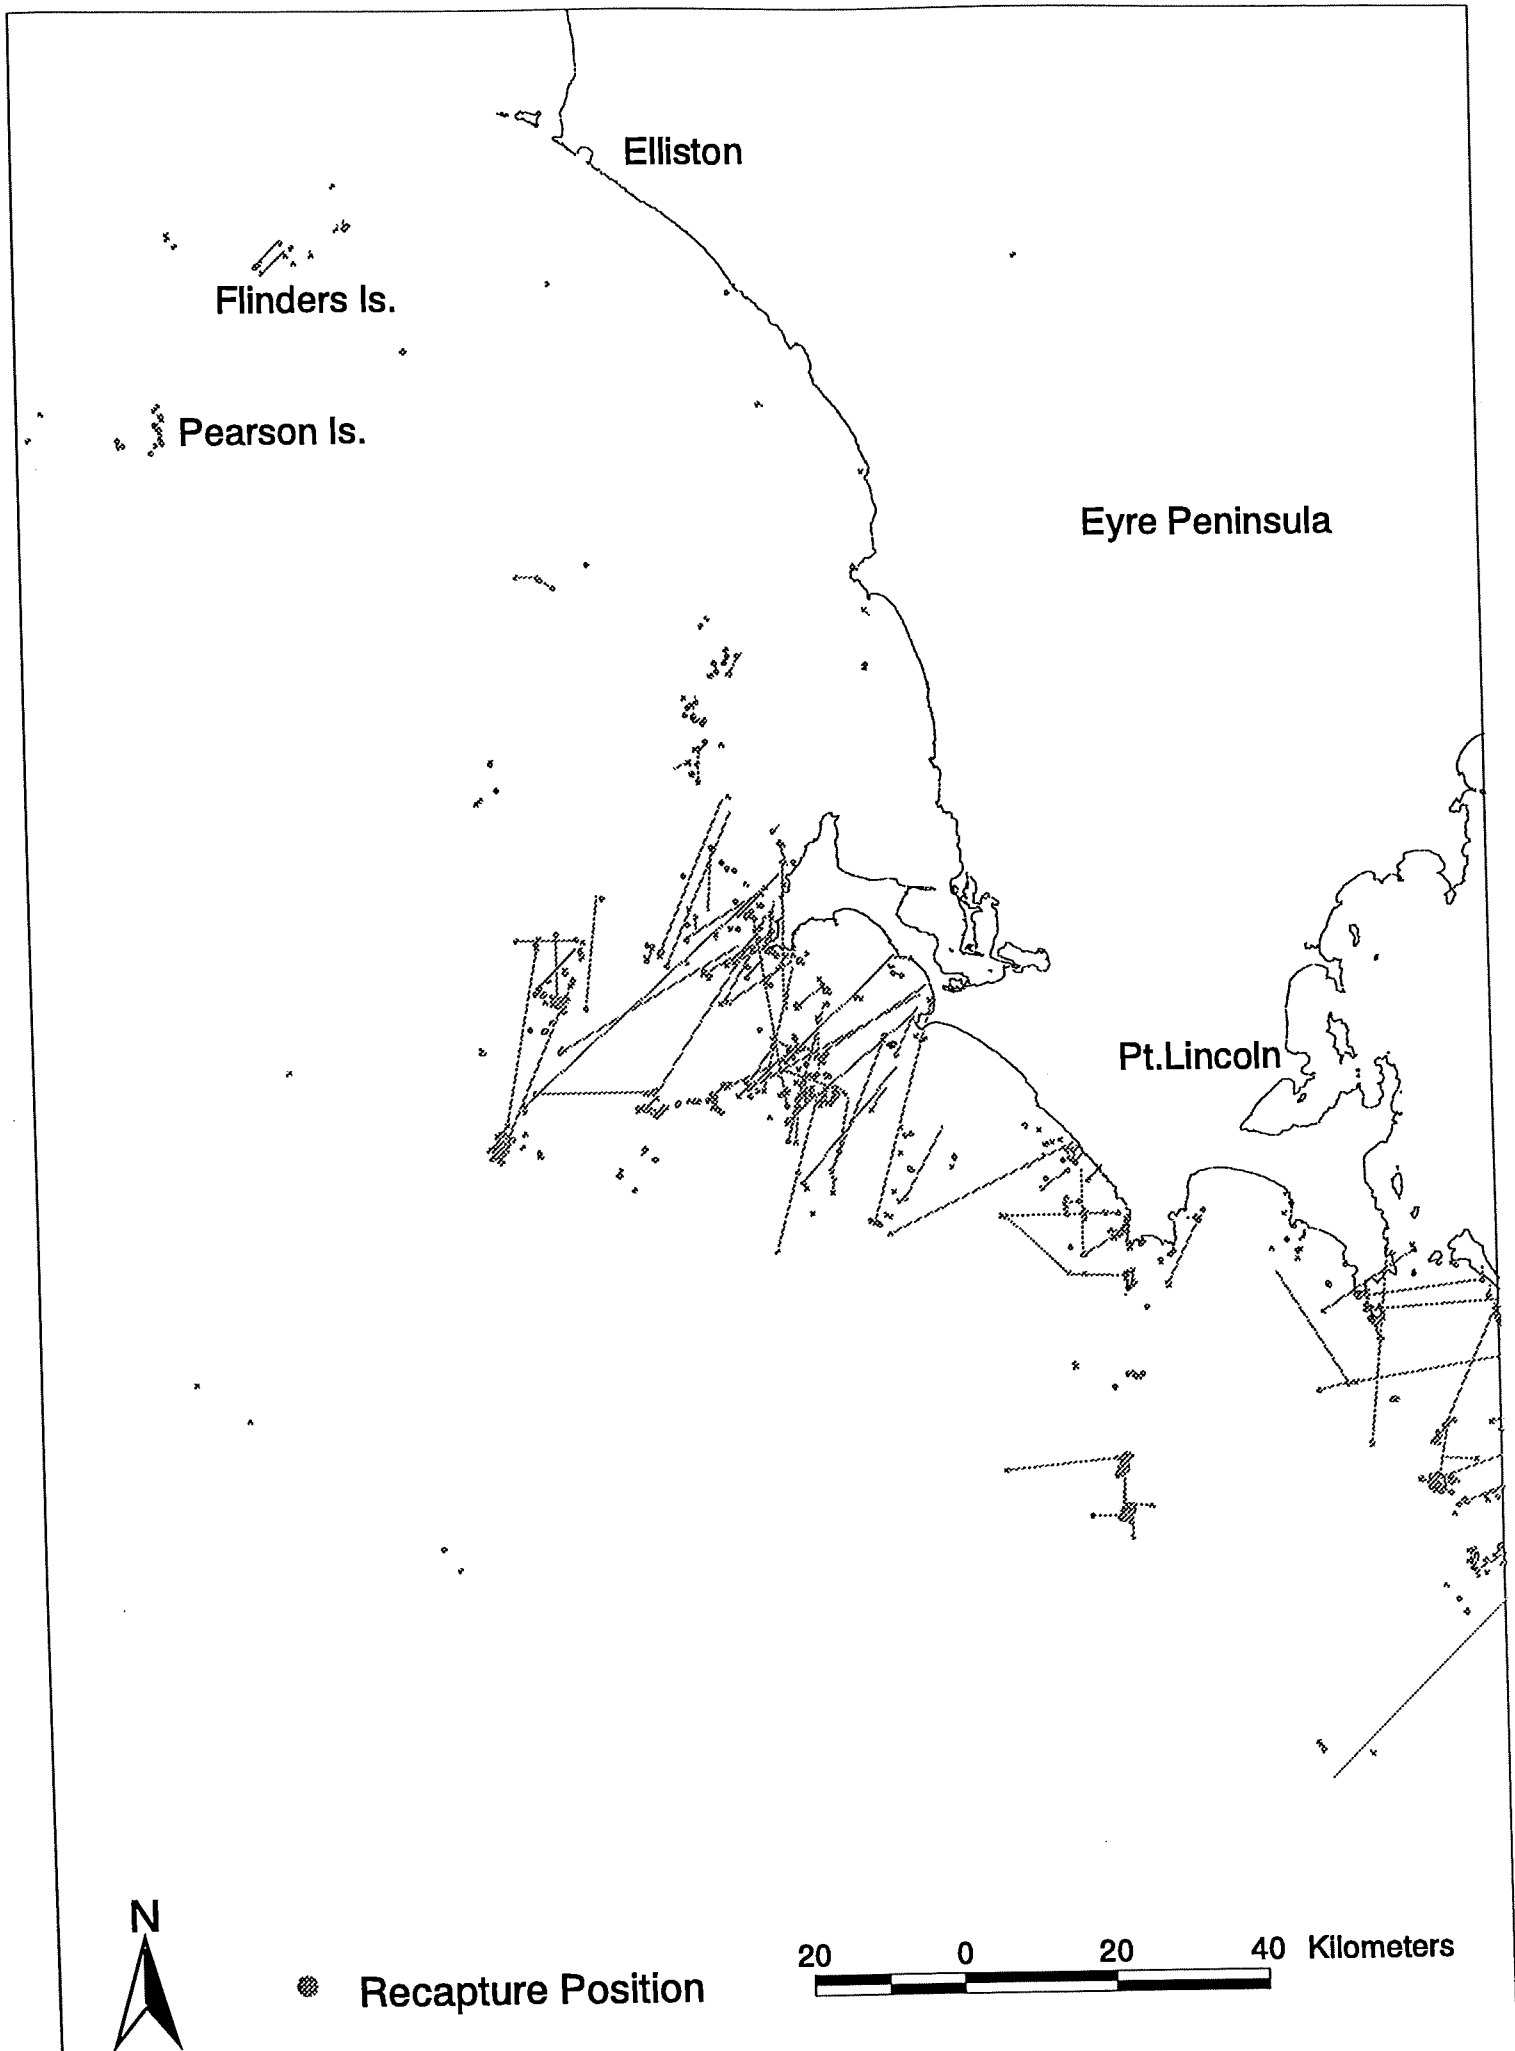 Elliston
Flinders Is.
Pearson Is.
Eyre Peninsula
Pt.Lincoln
N
Recapture Position
20 0 20 40 Kilometers